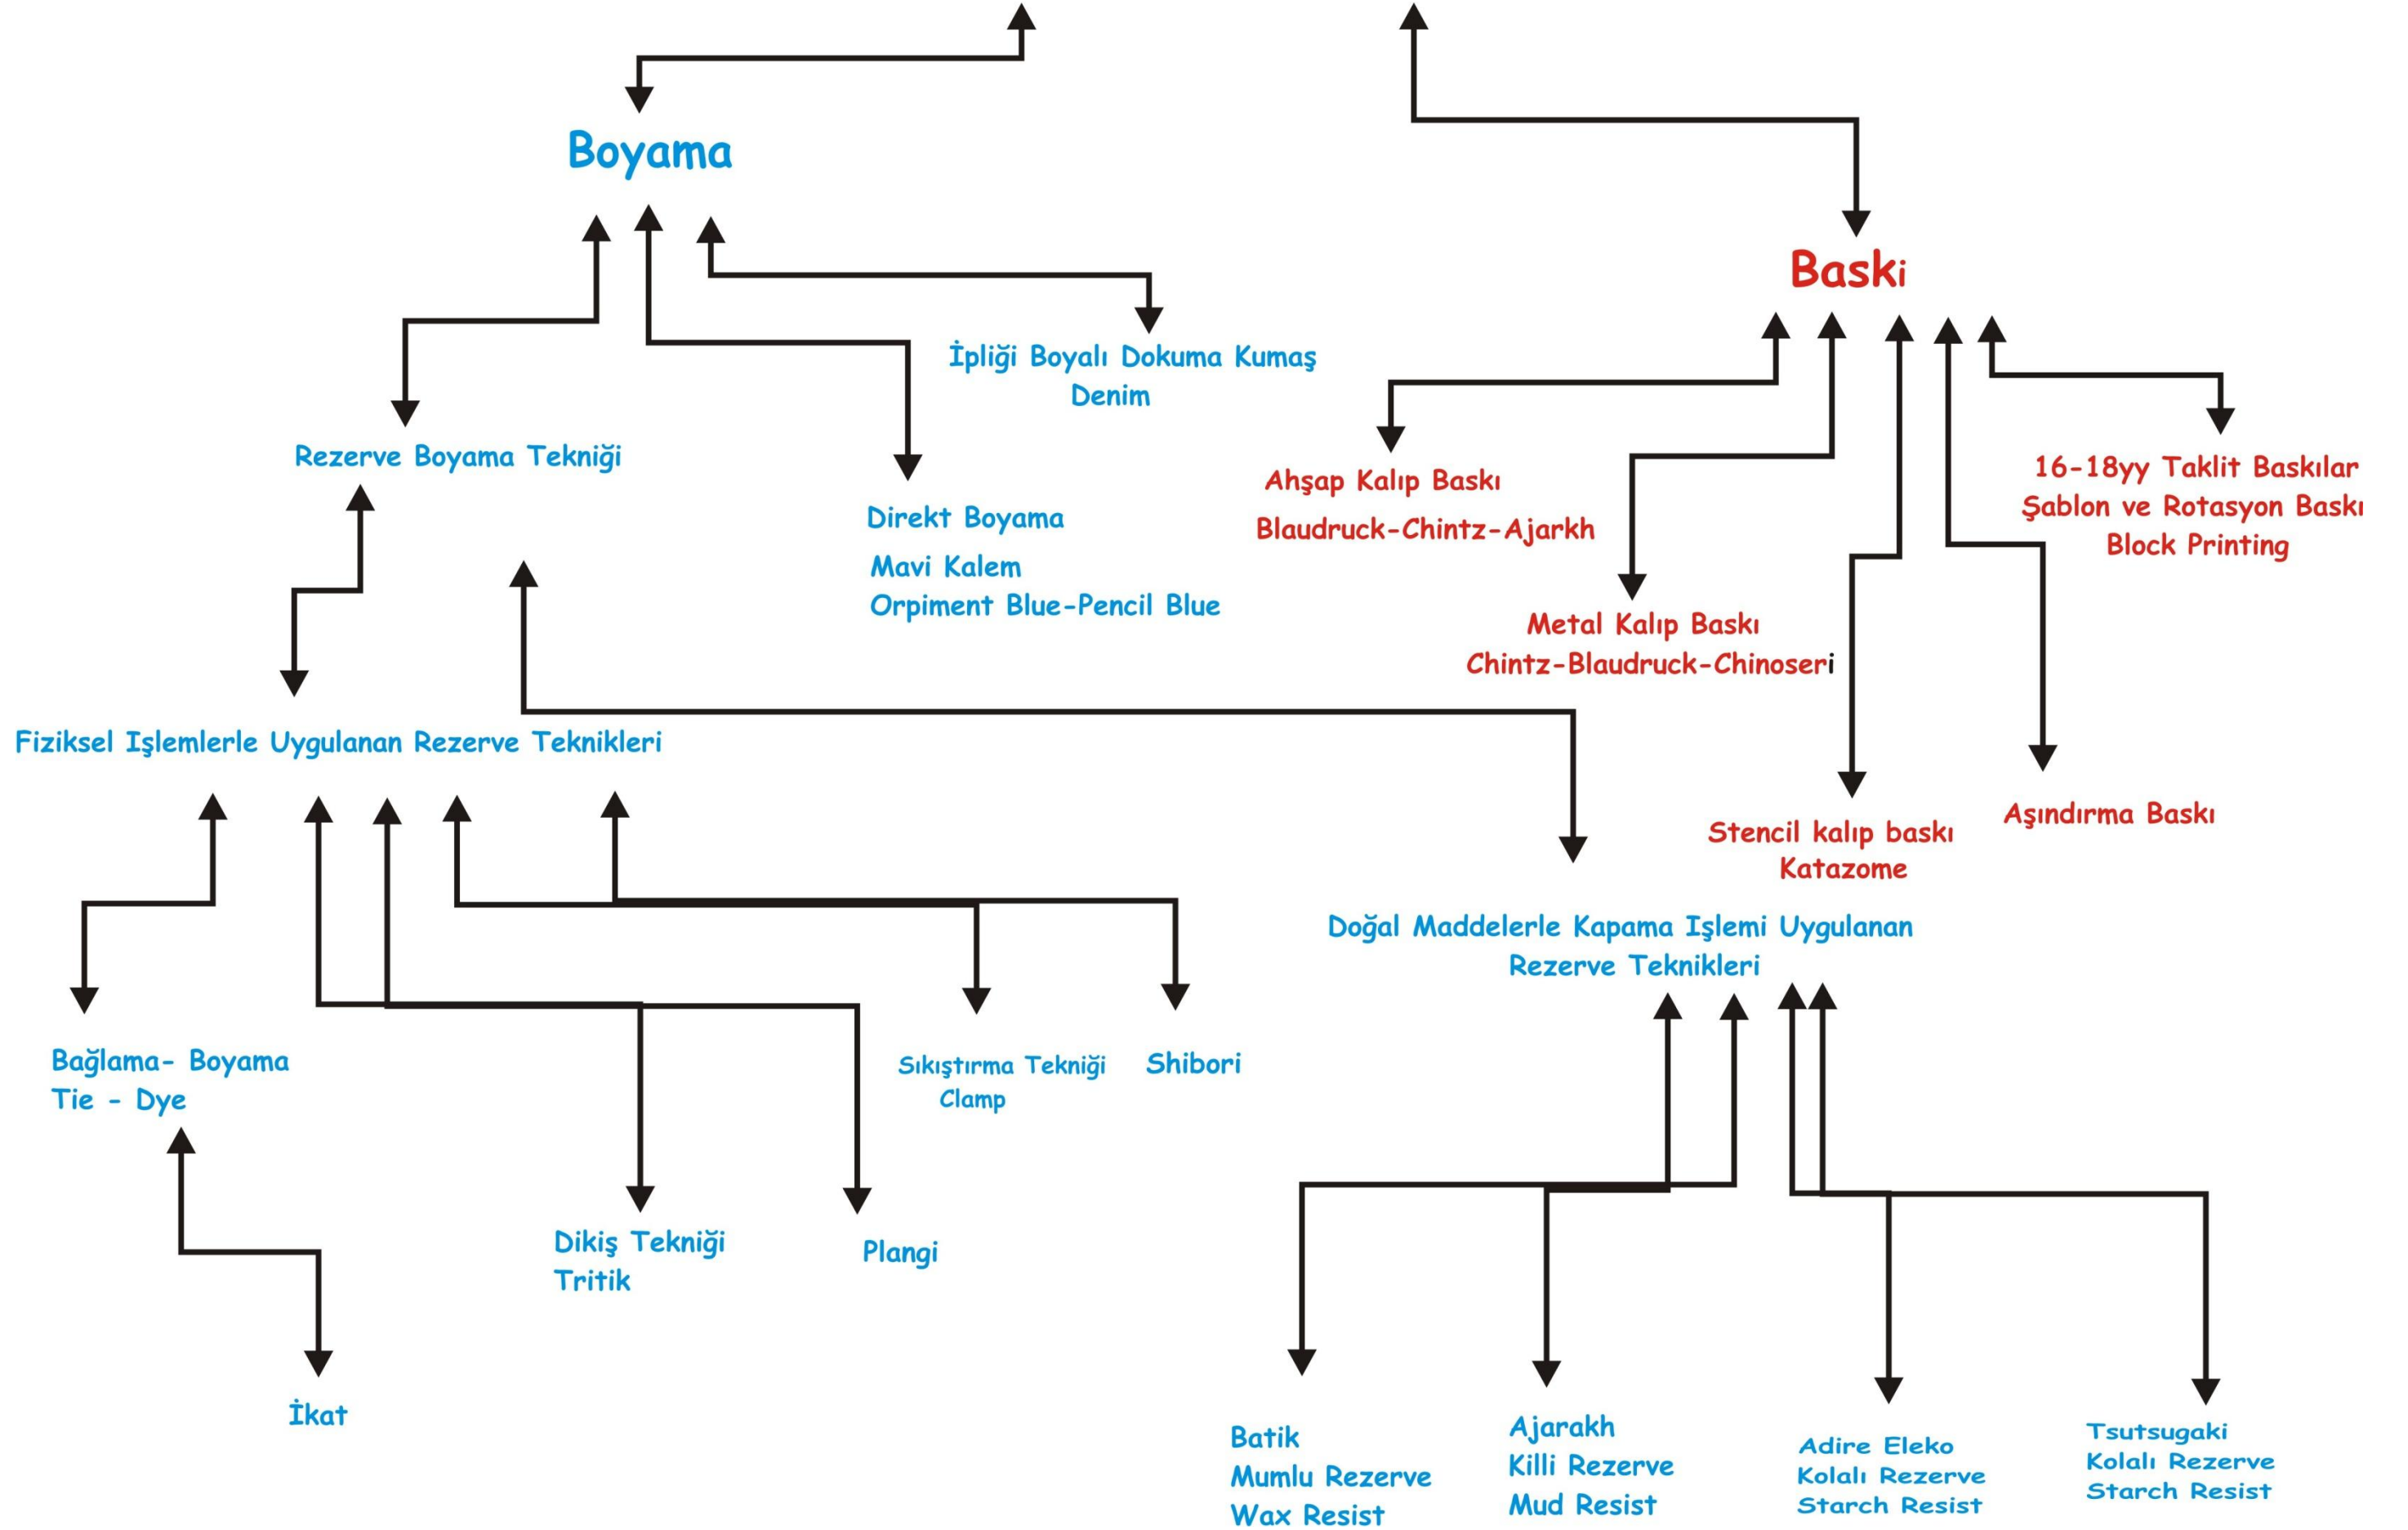 Boyama
Baski
İpliği Boyalı Dokuma Kumaş
Denim
Rezerve Boyama Tekniği
Direkt Boyama
Mavi Kalem
Orpiment Blue-Pencil Blue
Ahşap Kalıp Baskı
Blaudruck-Chintz-Ajarkh
16-18yy Taklit Baskılar
Şablon ve Rotasyon Baskı
Block Printing
Metal Kalıp Baskı
Chintz-Blaudruck-Chinoseri
Fiziksel Işlemlerle Uygulanan Rezerve Teknikleri
Stencil kalıp baskı
Katazome
Aşındırma Baskı
Doğal Maddelerle Kapama Işlemi Uygulanan
Rezerve Teknikleri
Bağlama- Boyama
Tie - Dye
Sıkıştırma Tekniği
Clamp
Shibori
Dikiş Tekniği
Tritik
Plangi
İkat
Batik
Mumlu Rezerve
Wax Resist
Ajarakh
Killi Rezerve
Mud Resist
Adire Eleko
Kolalı Rezerve
Starch Resist
Tsutsugaki
Kolalı Rezerve
Starch Resist